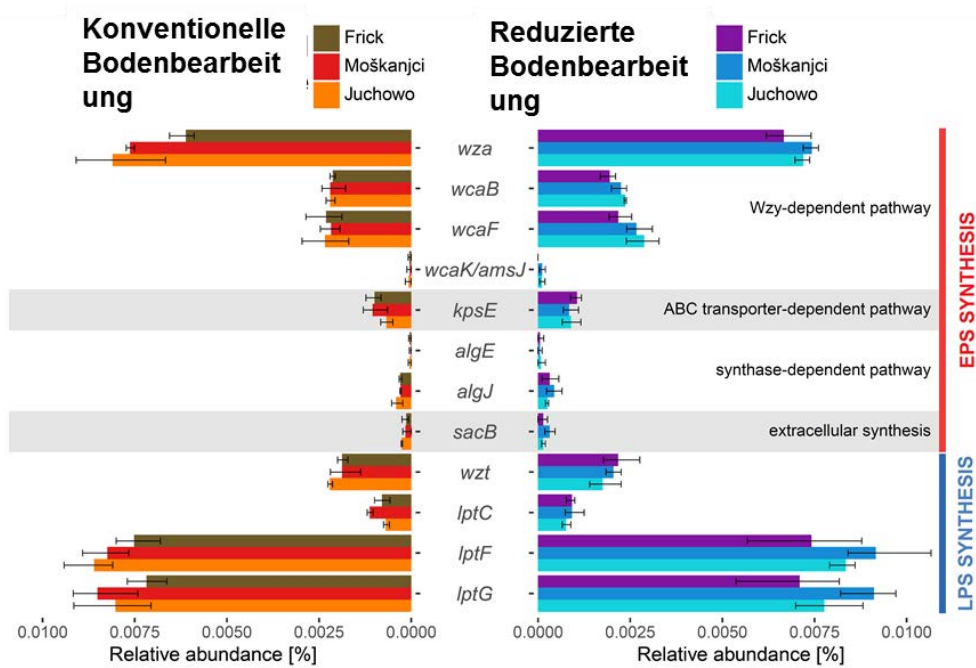 Konventionelle
Bodenbearbeit
ung
Frick
Moškanjci
Juchowo
Reduzierte
Bodenbearbeit
ung
Frick
Moškanjci
Juchowo
wza
wcaB
wcaF
wcaK/amsJ
kpsE
algE
algJ
sacB
wzt
lptC
lptF
lptG
Wzy-dependent pathway
ABC transporter-dependent pathway
synthase-dependent pathway
extracellular synthesis
EPS SYNTHESIS
LPS SYNTHESIS
0.0100 0.0075 0.0050 0.0025 0.0000
Relative abundance [%]
0.0000 0.0025 0.0050 0.0075 0.0100
Relative abundance [%]